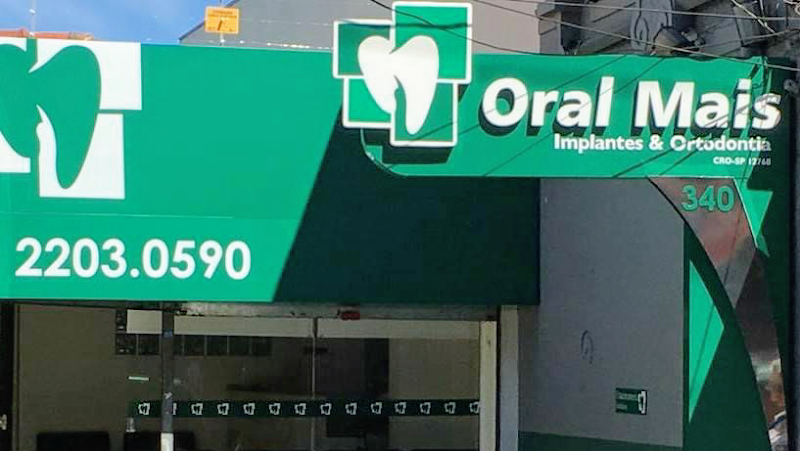 Oral Mais
Implantes & Ortodontia
CRO-SP 12768
340
2203.0590